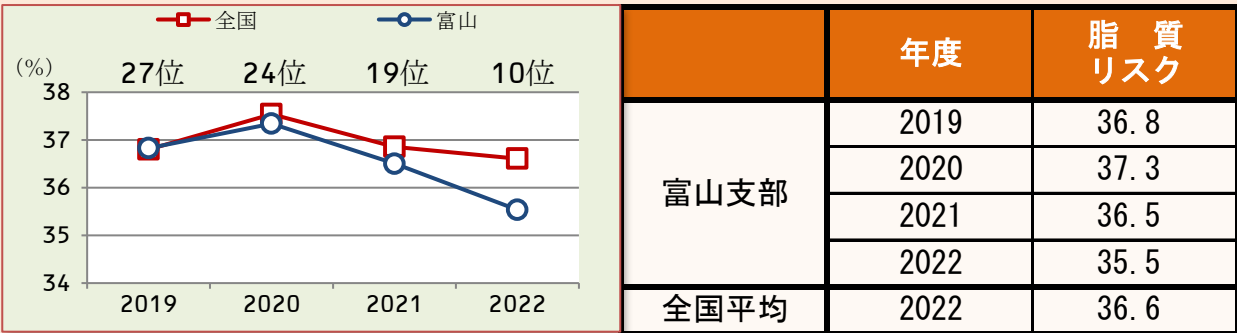 全国 富山
(%) 27位 24位 19位 10位
38
37
36
35
34
2019 2020 2021 2022
年度 脂 質
リスク
富山支部 2019 36.8
2020 37.3
2021 36.5
2022 35.5
全国平均 2022 36.6